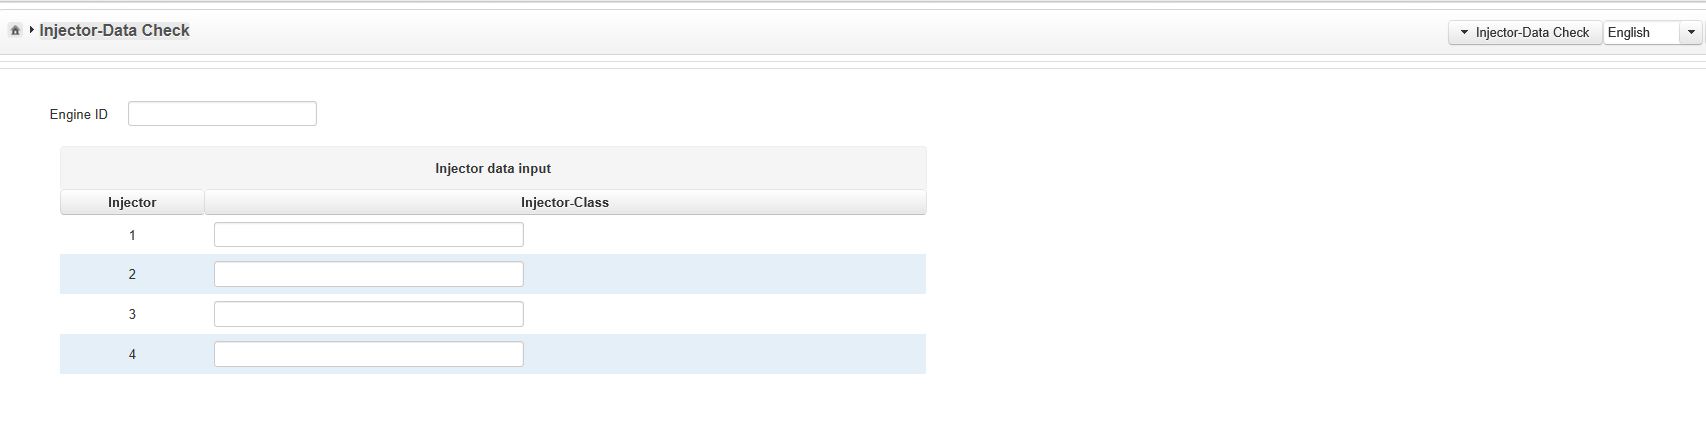 Injector-Data Check
Injector-Data Check English
Engine ID
Injector data input
Injector Injector-Class
1
2
3
4